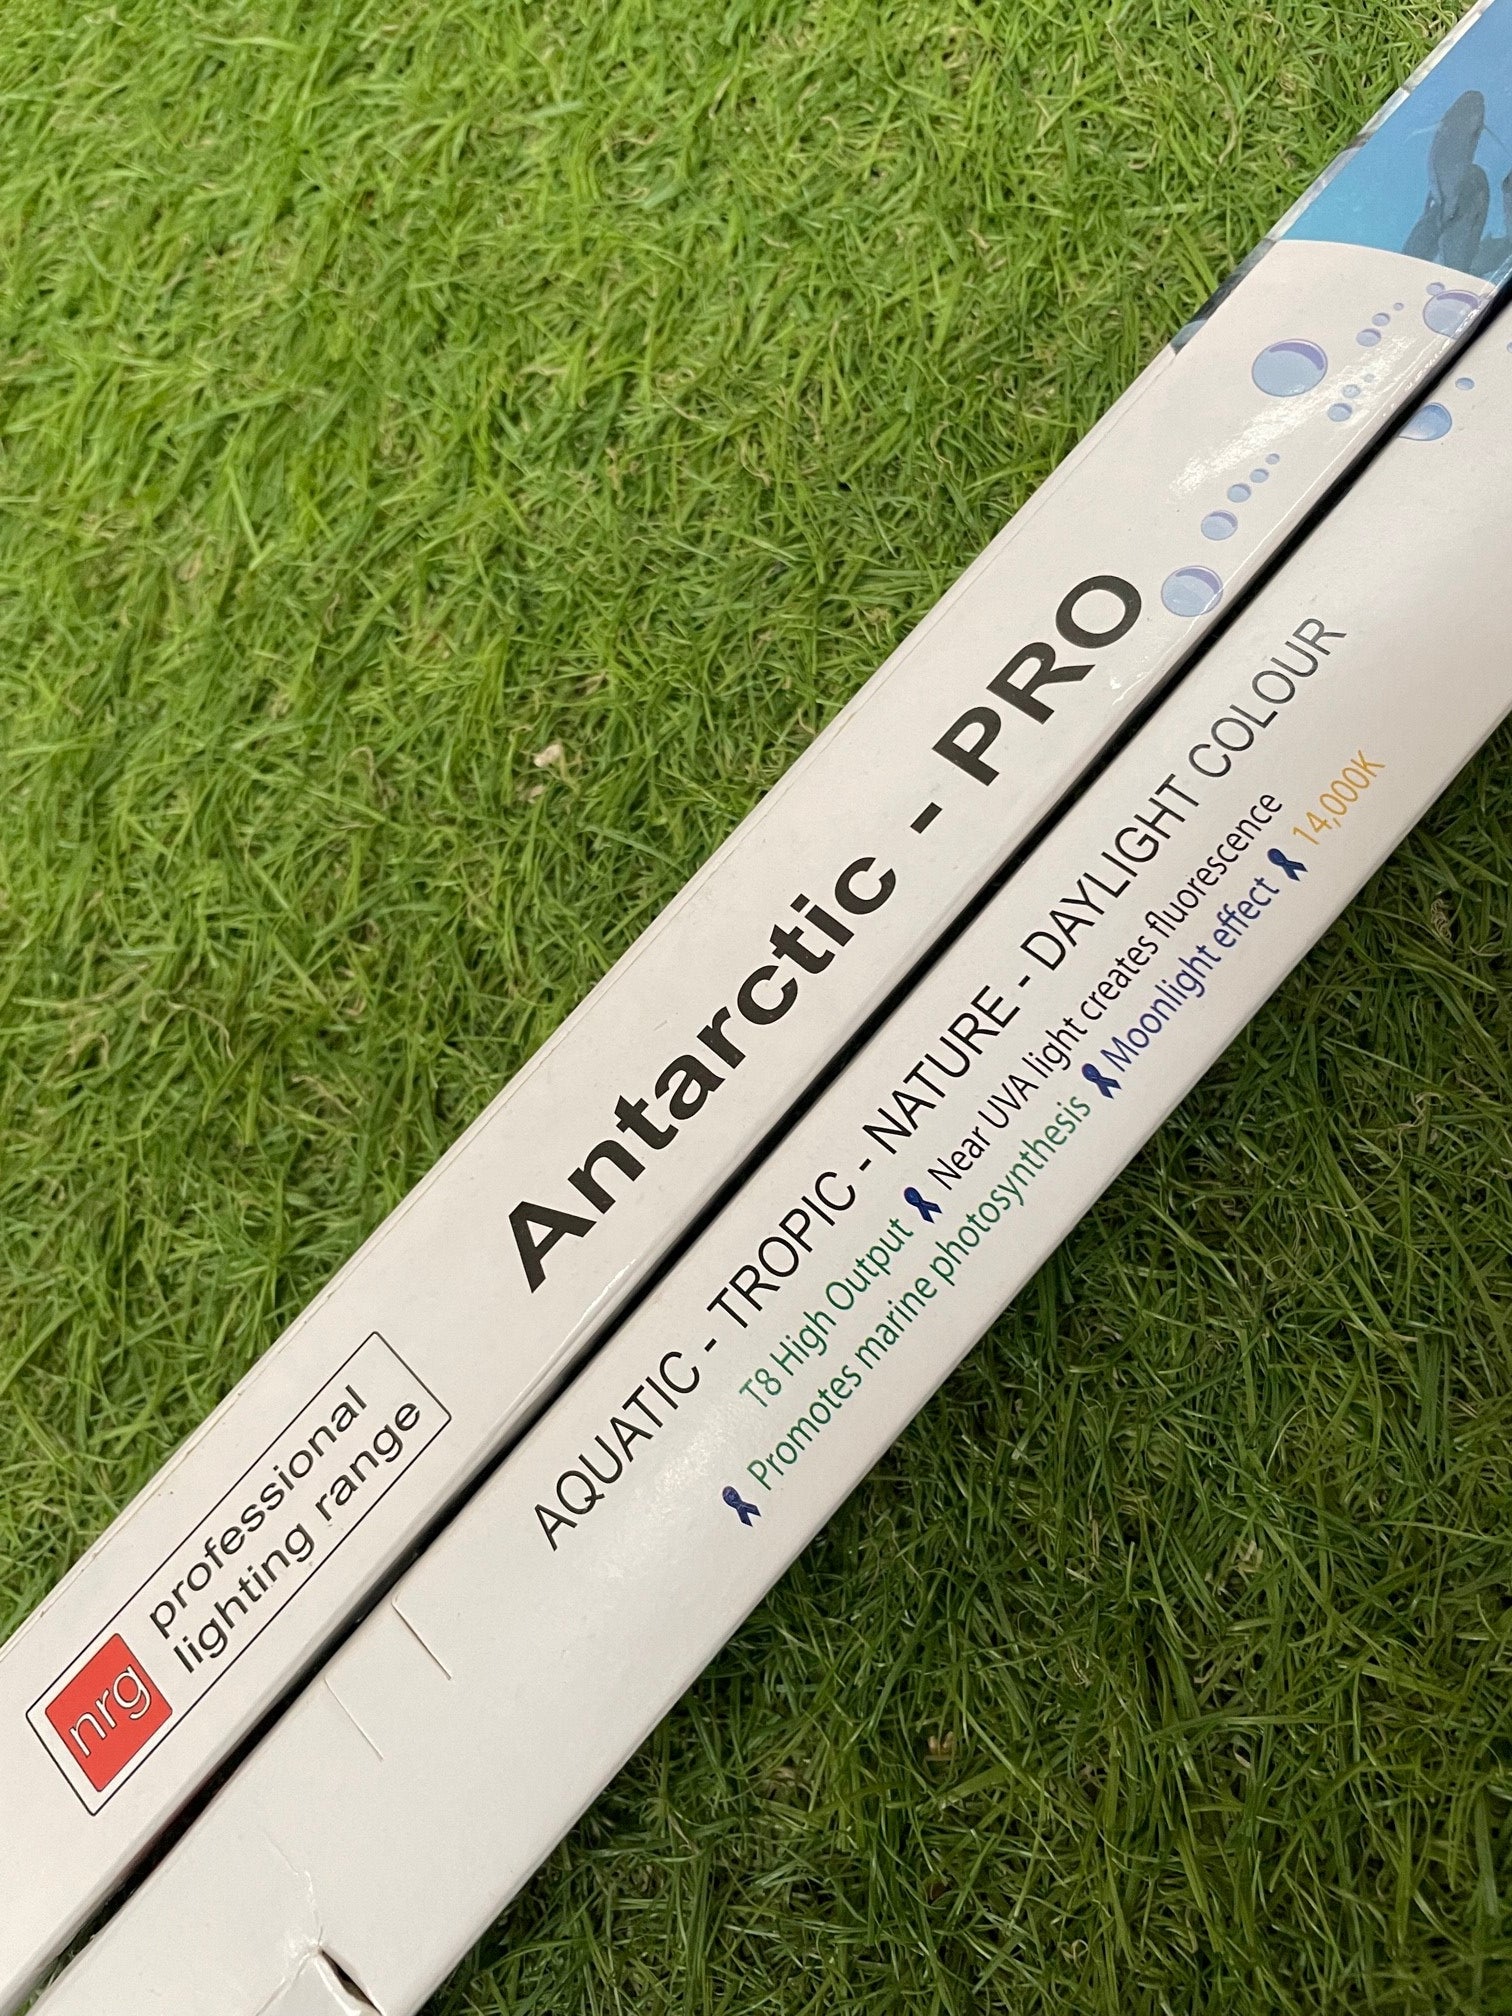 Antarctic - PRO
nrg
professional
lighting range
AQUATIC - TROPIC - NATURE - DAYLIGHT COLOUR
T8 High Output Near UVA light creates fluorescence
Promotes marine photosynthesis Moonlight effect 14,000K